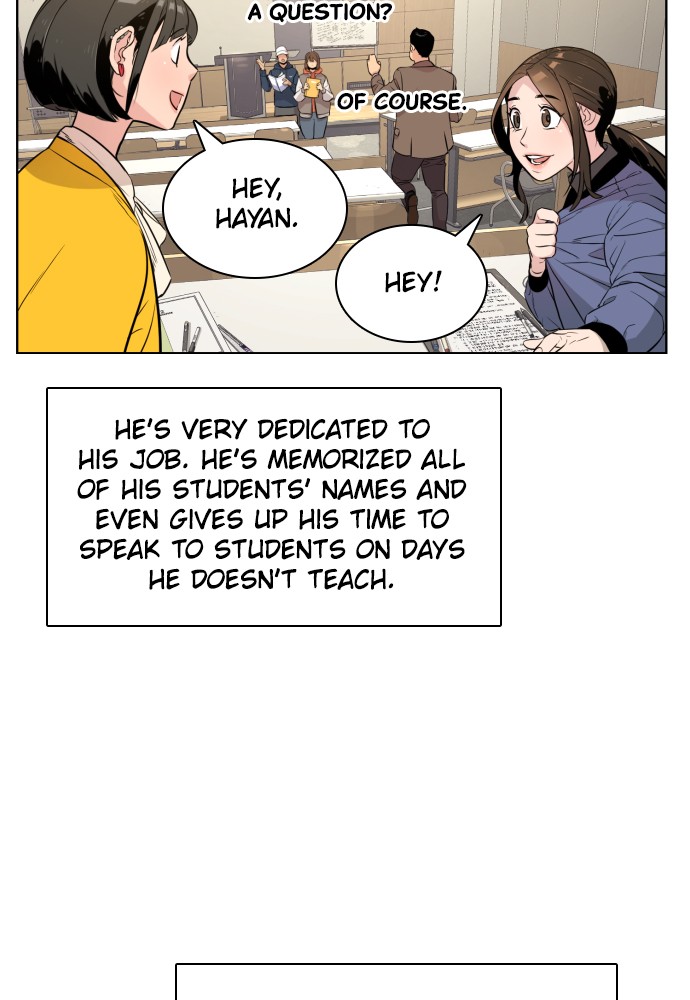 A QUESTION?
OF COURSE.
HEY,
HAYAN.
HEY!
HE'S VERY DEDICATED TO
HIS JOB. HE'S MEMORIZED ALL
OF HIS STUDENTS' NAMES AND
EVEN GIVES UP HIS TIME TO
SPEAK TO STUDENTS ON DAYS
HE DOESN'T TEACH.